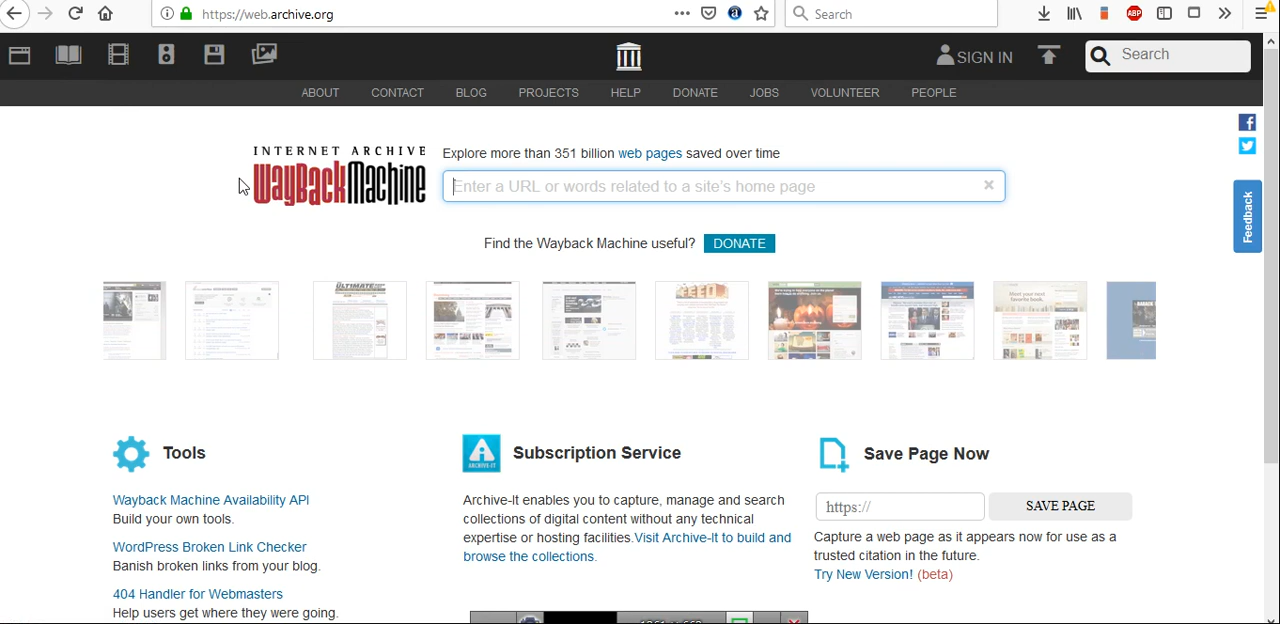 https://web.archive.org
Search
ABP
SIGN IN
Search
ABOUT CONTACT BLOG PROJECTS HELP DONATE JOBS VOLUNTEER PEOPLE
INTERNET ARCHIVE
WayBackMachine
Explore more than 351 billion web pages saved over time
Enter a URL or words related to a site's home page
Find the Wayback Machine useful? DONATE
Feedback
Tools
Wayback Machine Availability API
Build your own tools.
WordPress Broken Link Checker
Banish broken links from your blog.
404 Handler for Webmasters
Help users get where they were going.
ARCHIVE-IT
Subscription Service
Archive-It enables you to capture, manage and search
collections of digital content without any technical
expertise or hosting facilities.Visit Archive-It to build and
browse the collections.
Save Page Now
https://
SAVE PAGE
Capture a web page as it appears now for use as a
trusted citation in the future.
Try New Version! (beta)